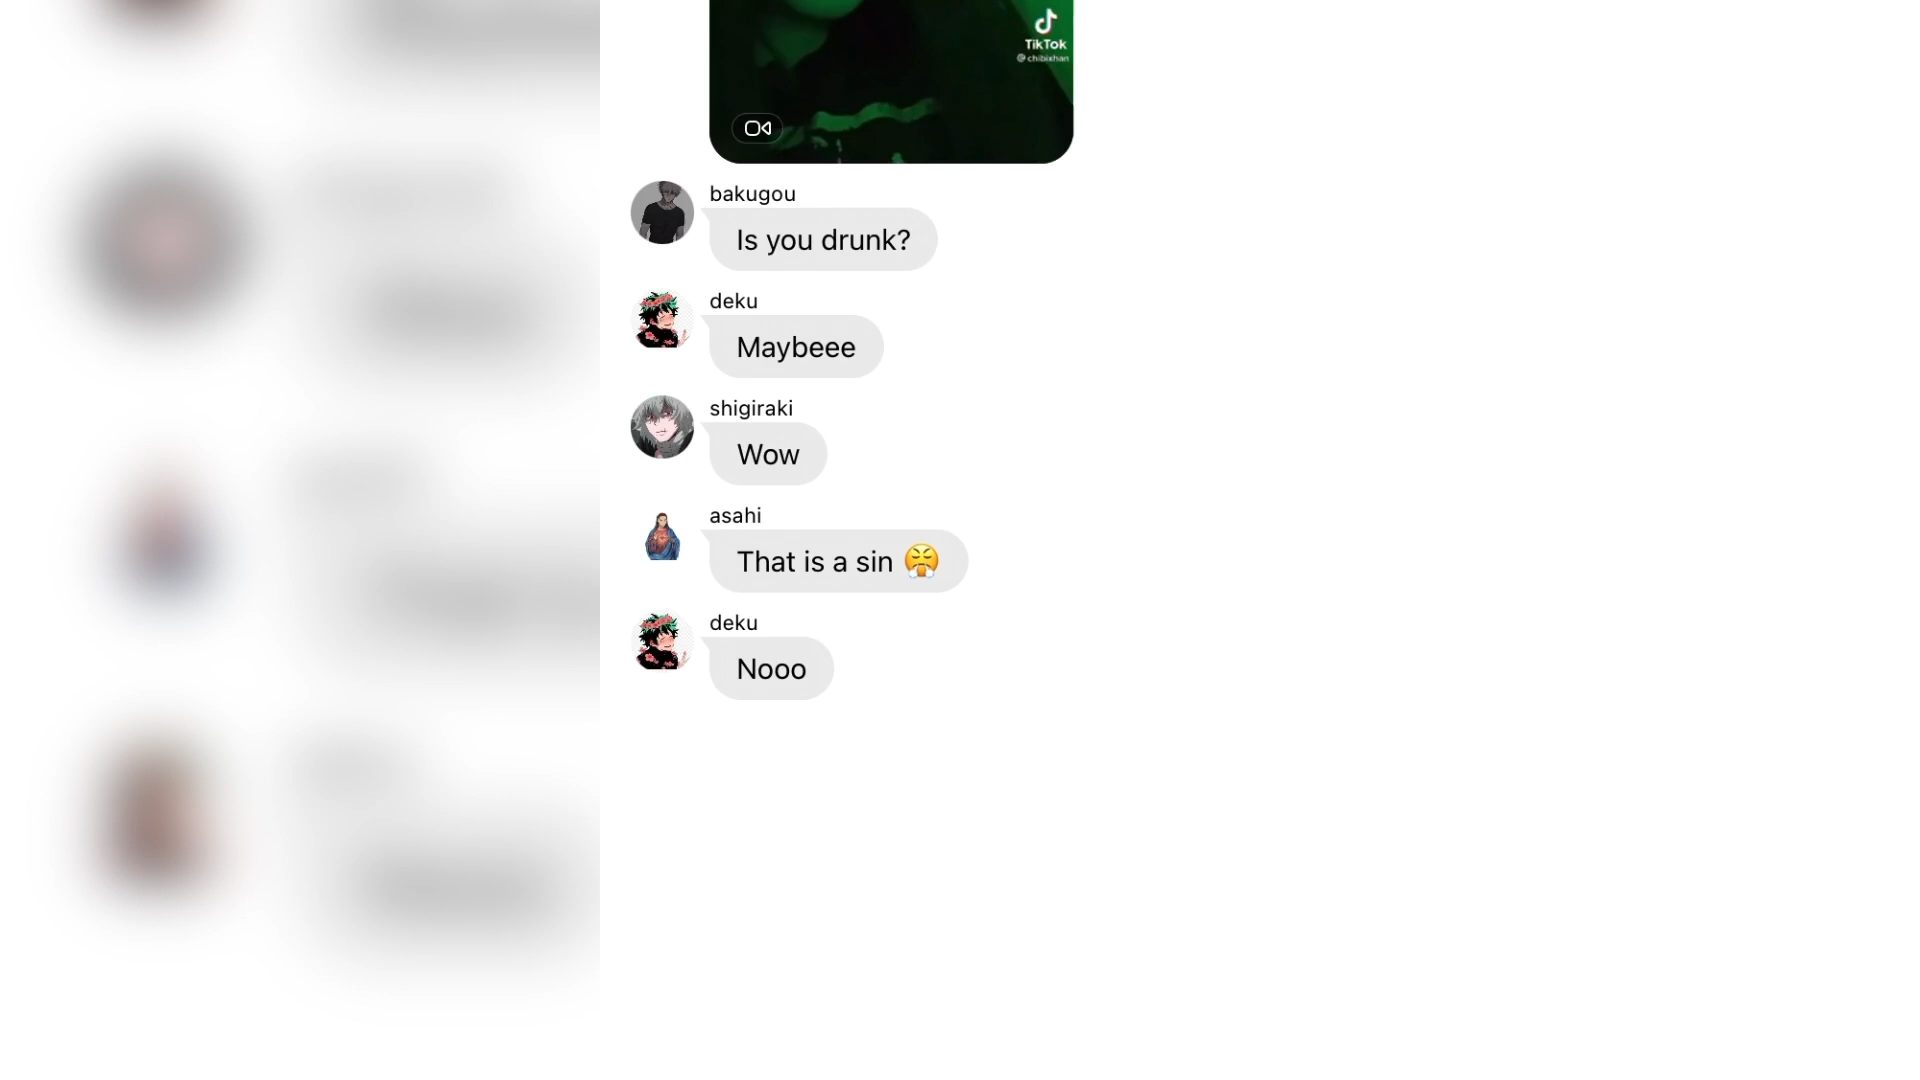 TikTok
@chibixhan
bakugou
Is you drunk?
deku
Maybeee
shigiraki
Wow
asahi
That is a sin 😤
deku
Nooo